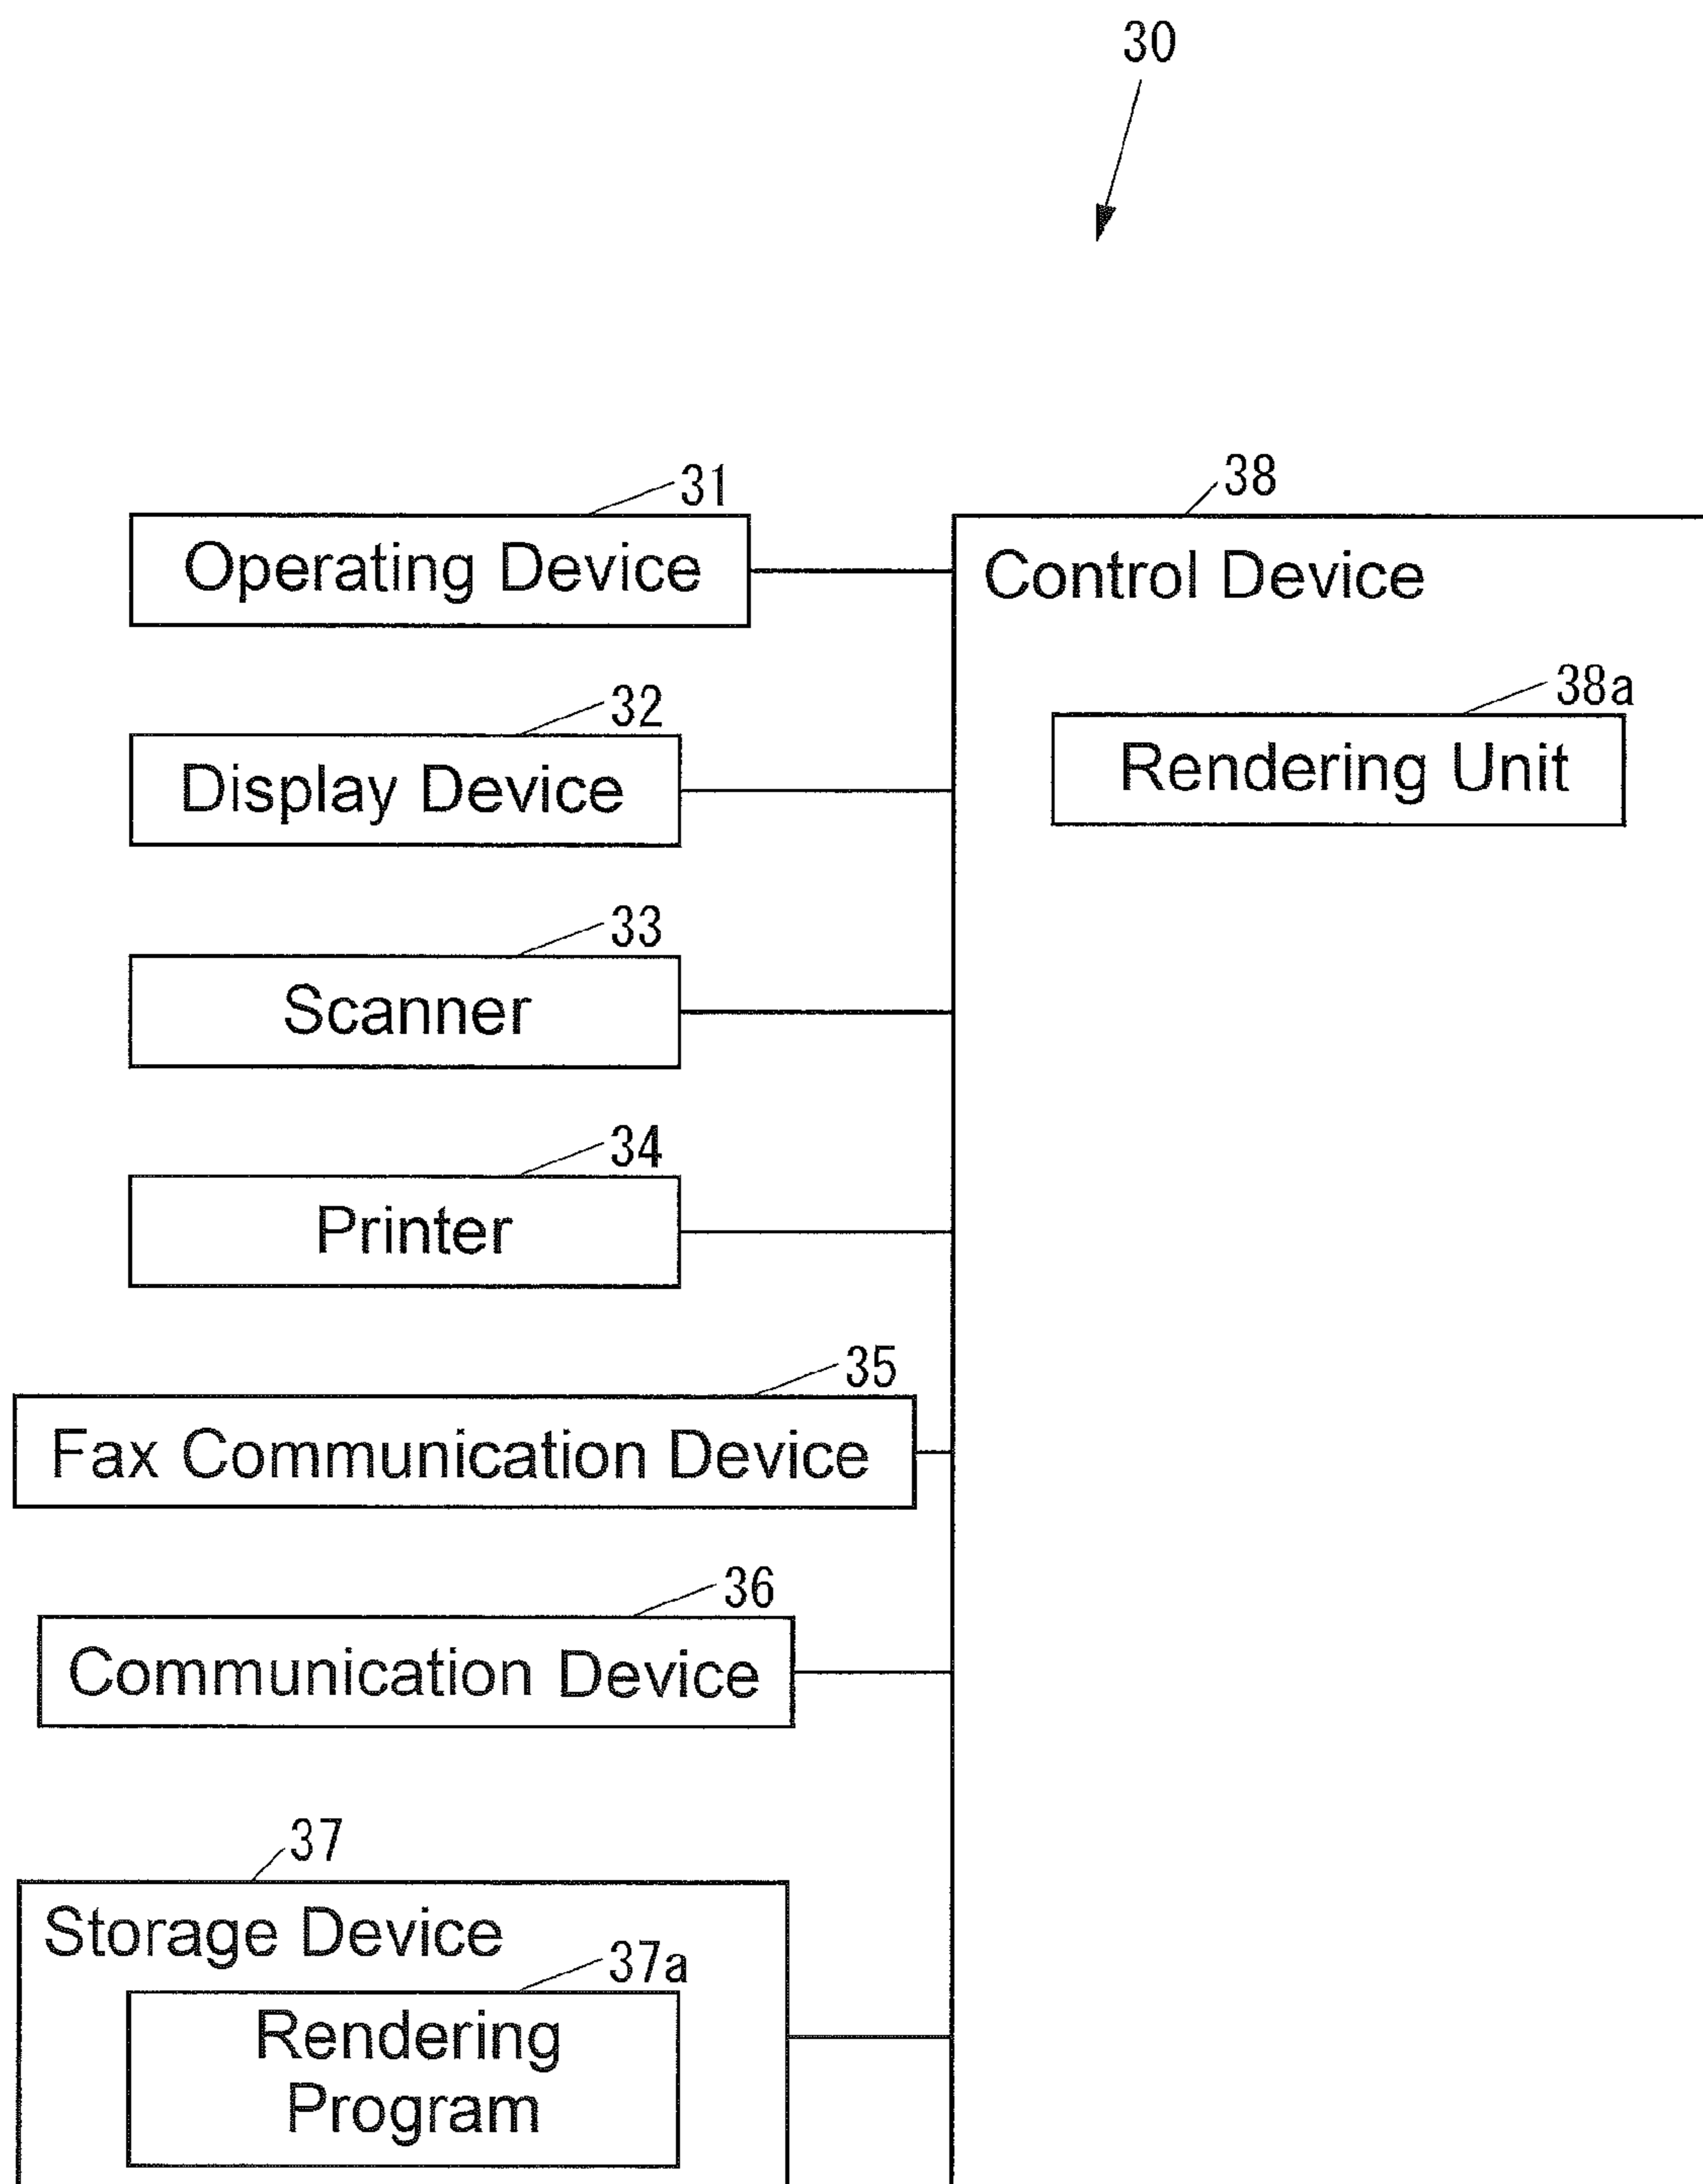 30
31
Operating Device
38
Control Device
38a
Rendering Unit
32
Display Device
33
Scanner
34
Printer
35
Fax Communication Device
36
Communication Device
37
Storage Device
37a
Rendering
Program